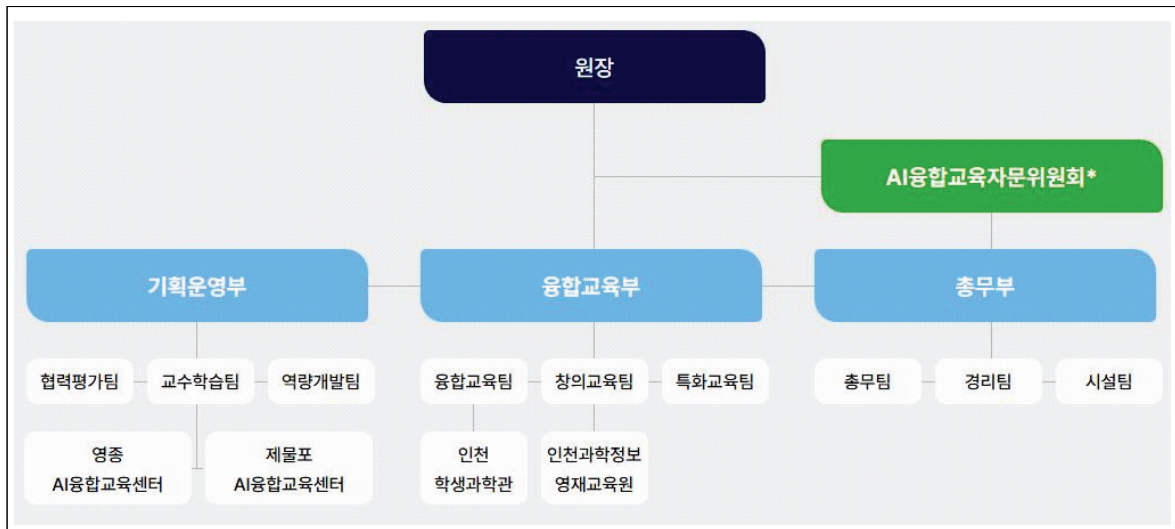 원장
AI융합교육자문위원회*
기획운영부
융합교육부
총무부
협력평가팀
교수학습팀
역량개발팀
융합교육팀
창의교육팀
특화교육팀
총무팀
경리팀
시설팀
영종
AI융합교육센터
제물포
AI융합교육센터
인천
학생과학관
인천과학정보
영재교육원